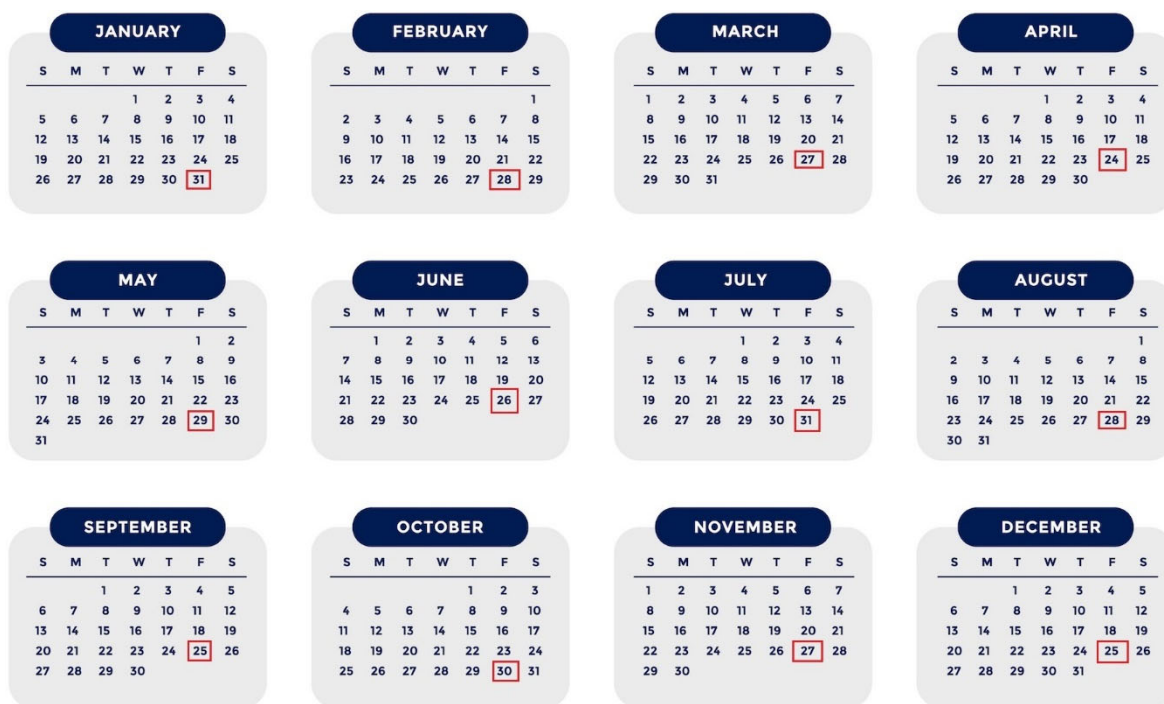 JANUARY
S M T W T F S
1 2 3 4
5 6 7 8 9 10 11
12 13 14 15 16 17 18
19 20 21 22 23 24 25
26 27 28 29 30 31
FEBRUARY
S M T W T F S
1
2 3 4 5 6 7 8
9 10 11 12 13 14 15
16 17 18 19 20 21 22
23 24 25 26 27 28 29
MARCH
S M T W T F S
1 2 3 4 5 6 7
8 9 10 11 12 13 14
15 16 17 18 19 20 21
22 23 24 25 26 27 28
29 30 31
APRIL
S M T W T F S
1 2 3 4
5 6 7 8 9 10 11
12 13 14 15 16 17 18
19 20 21 22 23 24 25
26 27 28 29 30
MAY
S M T W T F S
1 2
3 4 5 6 7 8 9
10 11 12 13 14 15 16
17 18 19 20 21 22 23
24 25 26 27 28 29 30
31
JUNE
S M T W T F S
1 2 3 4 5 6
7 8 9 10 11 12 13
14 15 16 17 18 19 20
21 22 23 24 25 26 27
28 29 30
JULY
S M T W T F S
1 2 3 4
5 6 7 8 9 10 11
12 13 14 15 16 17 18
19 20 21 22 23 24 25
26 27 28 29 30 31
AUGUST
S M T W T F S
1
2 3 4 5 6 7 8
9 10 11 12 13 14 15
16 17 18 19 20 21 22
23 24 25 26 27 28 29
30 31
SEPTEMBER
S M T W T F S
1 2 3 4 5
6 7 8 9 10 11 12
13 14 15 16 17 18 19
20 21 22 23 24 25 26
27 28 29 30
OCTOBER
S M T W T F S
1 2 3
4 5 6 7 8 9 10
11 12 13 14 15 16 17
18 19 20 21 22 23 24
25 26 27 28 29 30 31
NOVEMBER
S M T W T F S
1 2 3 4 5 6 7
8 9 10 11 12 13 14
15 16 17 18 19 20 21
22 23 24 25 26 27 28
29 30
DECEMBER
S M T W T F S
1 2 3 4 5
6 7 8 9 10 11 12
13 14 15 16 17 18 19
20 21 22 23 24 25 26
27 28 29 30 31